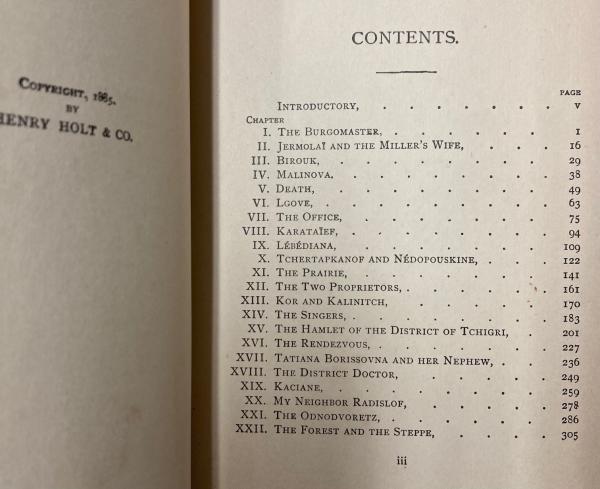 COPYRIGHT, 1885.
BY
HENRY HOLT & CO.
CONTENTS.
PAGE
INTRODUCTORY, . . . . . . . v
CHAPTER
I. THE BURGOMASTER, . . . . . . 1
II. JERMOLAÏ AND THE MILLER'S WIFE, . . . . 16
III. BIROUK, . . . . . . . 29
IV. MALINOVA. . . . . . . . 38
V. DEATH, . . . . . . . 49
VI. LGOVE, . . . . . . . 63
VII. THE OFFICE, . . . . . . . 75
VIII. KARATAÏEF, . . . . . . . 94
IX. LÉBÉDIANA, . . . . . . . 109
X. TCHERTAPKANOF AND NÉDOPOUSKINE, . . . 122
XI. THE PRAIRIE, . . . . . . . 141
XII. THE TWO PROPRIETORS, . . . . . 161
XIII. KOR AND KALINITCH, . . . . . 170
XIV. THE SINGERS, . . . . . . . 183
XV. THE HAMLET OF THE DISTRICT OF TCHIGRI, . . 201
XVI. THE RENDEZVOUS, . . . . . . 227
XVII. TATIANA BORISSOVNA AND HER NEPHEW, . . . 236
XVIII. THE DISTRICT DOCTOR, . . . . . 249
XIX. KACIANE, . . . . . . . 259
XX. MY NEIGHBOR RADISLOF, . . . . . 278
XXI. THE ODNODVORETZ, . . . . . . 286
XXII. THE FOREST AND THE STEPPE, . . . . 305
iii